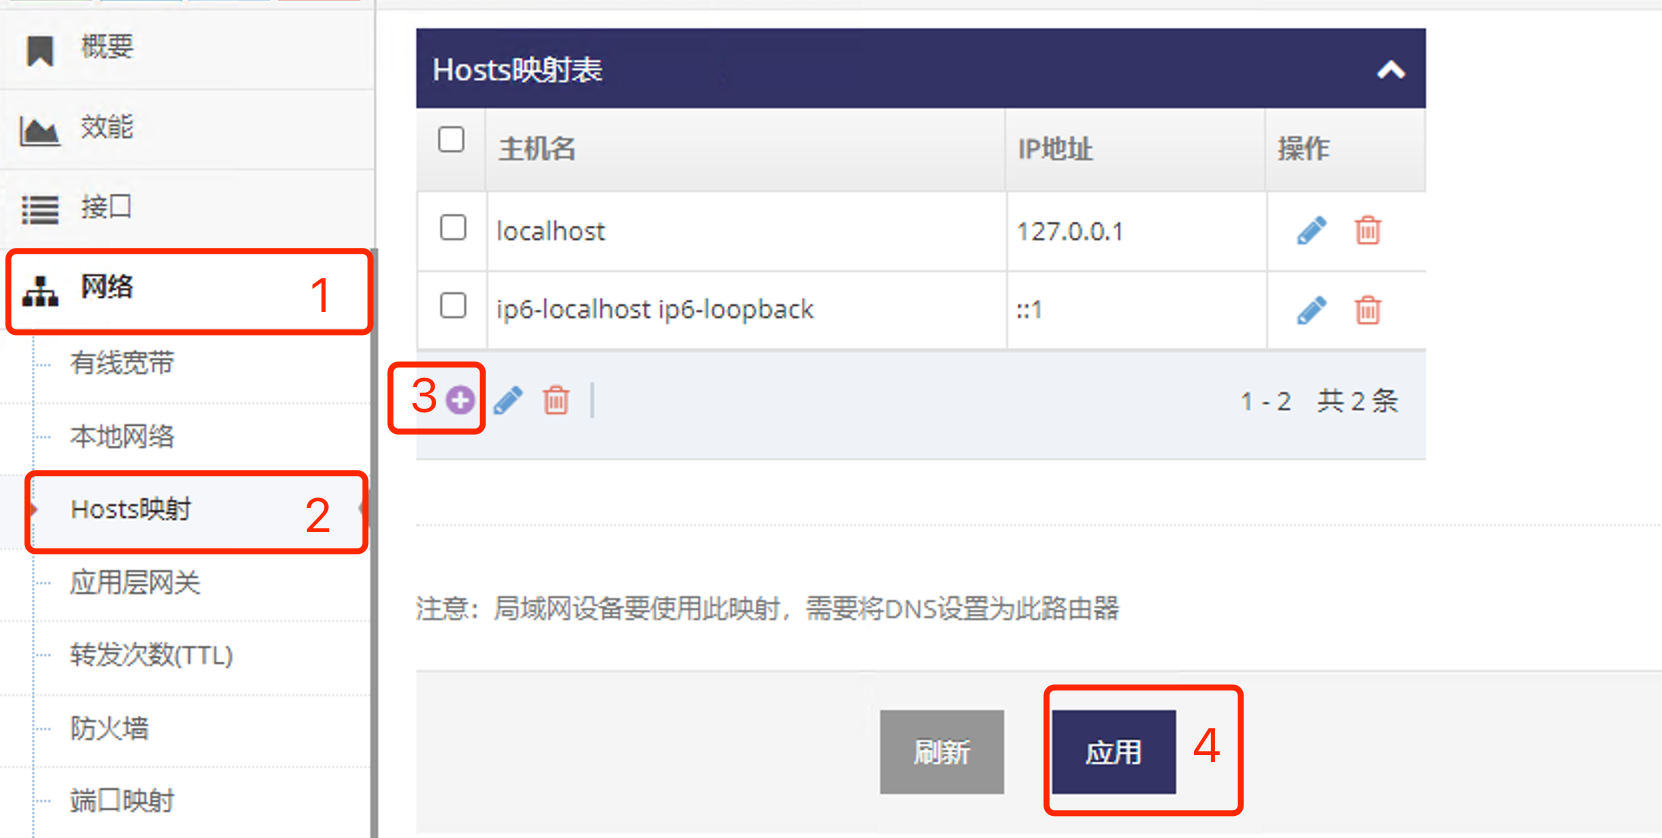 概要
效能
接口
网络 1
有线宽带
本地网络
Hosts映射 2
应用层网关
转发次数(TTL)
防火墙
端口映射
Hosts映射表
主机名 IP地址 操作
localhost 127.0.0.1
ip6-localhost ip6-loopback ::1
3 1 - 2 共 2 条
注意：局域网设备要使用此映射，需要将DNS设置为此路由器
刷新 应用 4